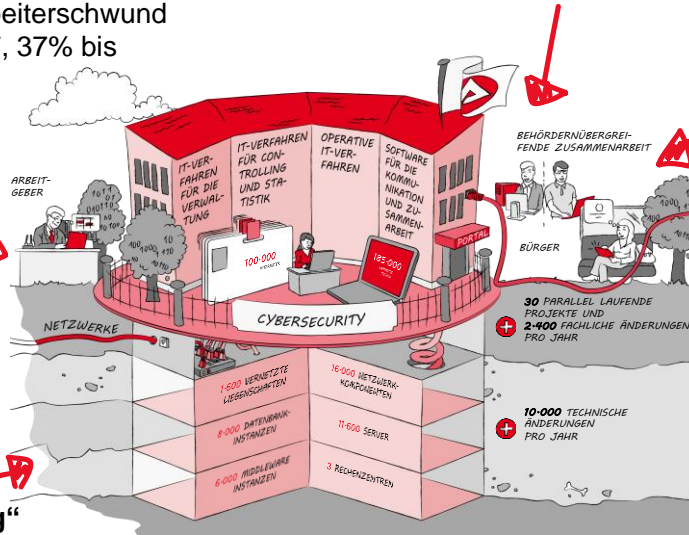 beiterschwund
, 37% bis
ARBEIT-
GEBER
IT-VER-
FAHREN
FÜR DIE
VERWAL-
TUNG
IT-VERFAHREN
FÜR CON-
TROLLING
UND STA-
TISTIK
OPERATIVE
IT-VER-
FAHREN
SOFTWARE
FÜR DIE
KOMMU-
NIKATION
UND ZU-
SAMMEN-
ARBEIT
BEHÖRDERNÜBERGREI-
FENDE ZUSAMMENARBEIT
BÜRGER
PORTAL
100·000
185·000
CYBERSECURITY
NETZWERKE
30 PARALLEL LAUFENDE
PROJEKTE UND
2·400 FACHLICHE ÄNDERUNGEN
PRO JAHR
1·600 VERNETZTE
LIEGENSCHAFTEN
16·000 NETZWERK-
KOMPONENTEN
8·000 DATENBANK-
INSTANZEN
11·600 SERVER
6·000 MIDDLEWARE
INSTANZEN
3 RECHENZENTREN
10·000 TECHNISCHE
ÄNDERUNGEN
PRO JAHR
g“